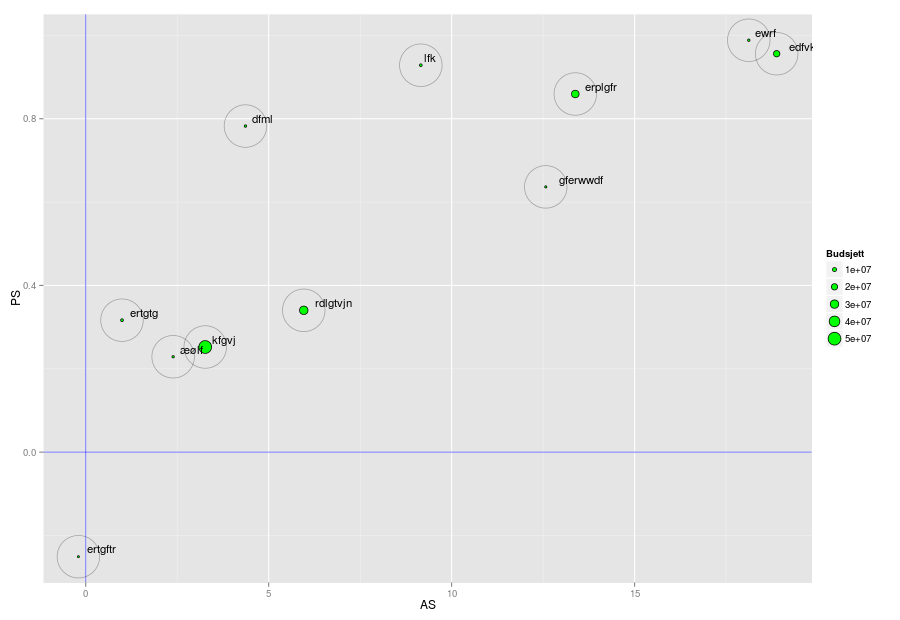 ewrf
edfvk
lfk
erplgfr
0.8
dfml
gferwwdf
Budsjett
1e+07
2e+07
0.4
PS
rdlgtvjn
3e+07
ertgtg
4e+07
kfgvj
5e+07
æølf
0.0
ertgftr
0
5
10
15
AS